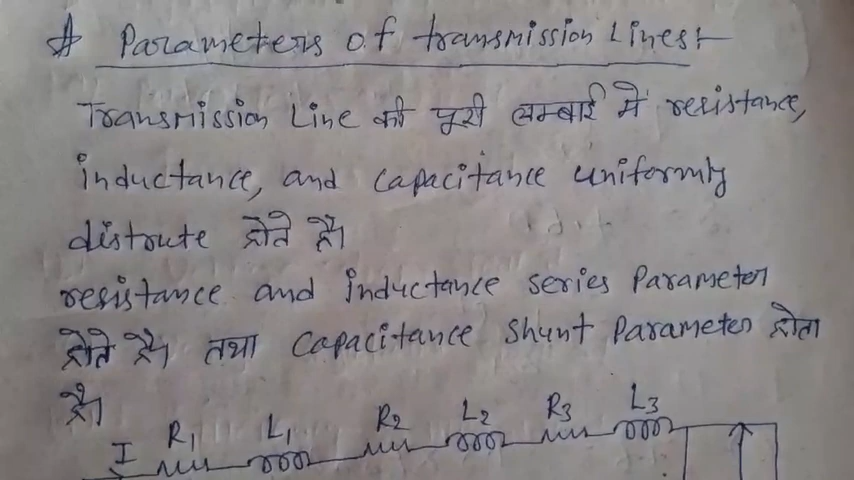 # Parameters of transmission Lines:-
Transmission Line की पूरी लम्बाई में resistance,
inductance, and capacitance uniformly
distroute होते है।
resistance and inductance series Parameter
होते है। तथा capacitance shunt Parameter होता
है।
I R1 L1 R2 L2 R3 L3